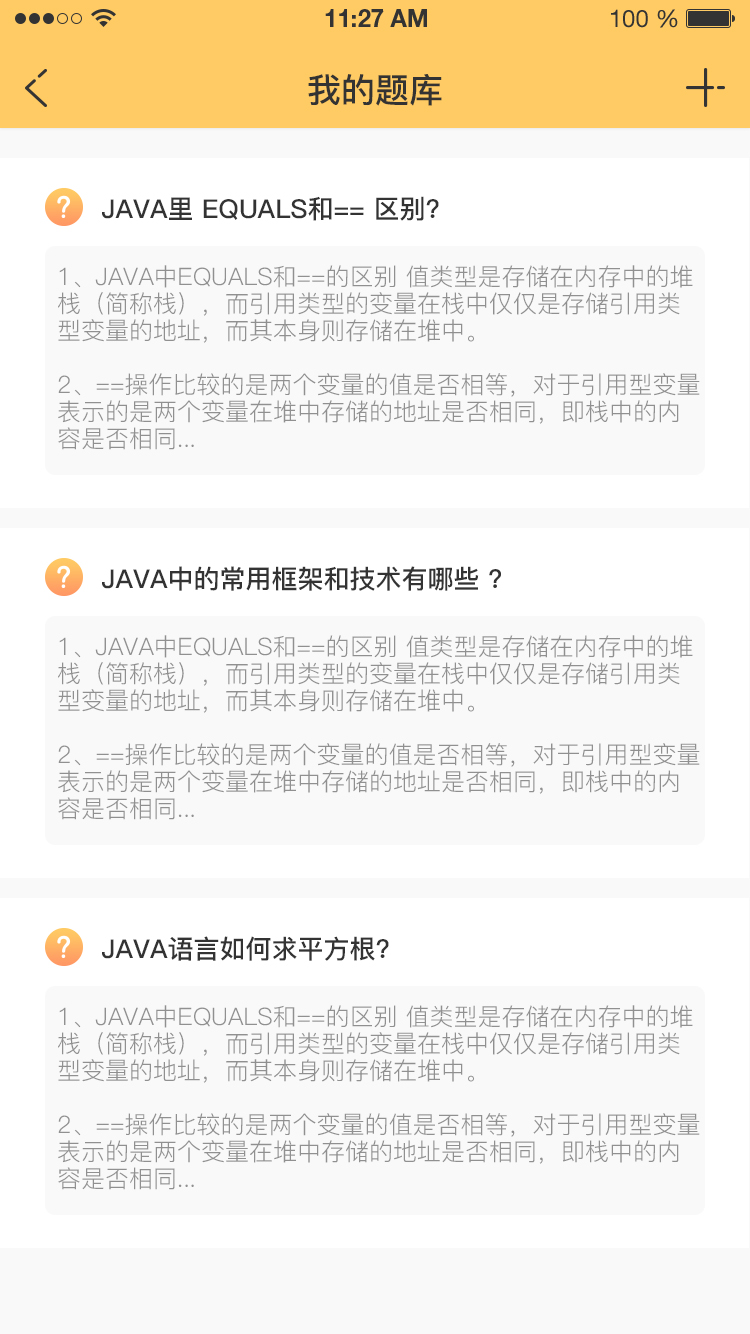 11:27 AM
100 %
我的题库
JAVA里 EQUALS和== 区别?
1、JAVA中EQUALS和==的区别 值类型是存储在内存中的堆
栈（简称栈），而引用类型的变量在栈中仅仅是存储引用类
型变量的地址，而其本身则存储在堆中。
2、==操作比较的是两个变量的值是否相等，对于引用型变量
表示的是两个变量在堆中存储的地址是否相同，即栈中的内
容是否相同...
JAVA中的常用框架和技术有哪些 ?
1、JAVA中EQUALS和==的区别 值类型是存储在内存中的堆
栈（简称栈），而引用类型的变量在栈中仅仅是存储引用类
型变量的地址，而其本身则存储在堆中。
2、==操作比较的是两个变量的值是否相等，对于引用型变量
表示的是两个变量在堆中存储的地址是否相同，即栈中的内
容是否相同...
JAVA语言如何求平方根?
1、JAVA中EQUALS和==的区别 值类型是存储在内存中的堆
栈（简称栈），而引用类型的变量在栈中仅仅是存储引用类
型变量的地址，而其本身则存储在堆中。
2、==操作比较的是两个变量的值是否相等，对于引用型变量
表示的是两个变量在堆中存储的地址是否相同，即栈中的内
容是否相同...